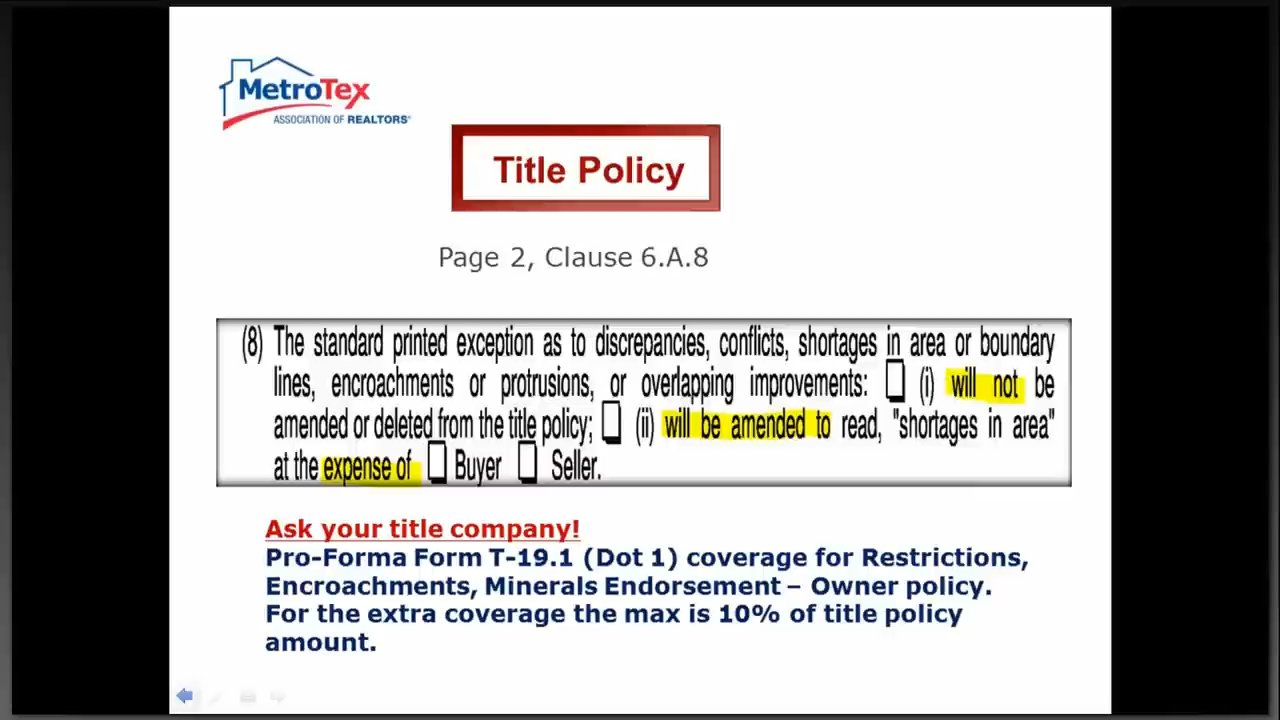 MetroTex
ASSOCIATION OF REALTORS®
Title Policy
Page 2, Clause 6.A.8
(8) The standard printed exception as to discrepancies, conflicts, shortages in area or boundary
lines, encroachments or protrusions, or overlapping improvements: ☐ (i) will not be
amended or deleted from the title policy; ☐ (ii) will be amended to read, "shortages in area"
at the expense of ☐ Buyer ☐ Seller.
Ask your title company!
Pro-Forma Form T-19.1 (Dot 1) coverage for Restrictions,
Encroachments, Minerals Endorsement – Owner policy.
For the extra coverage the max is 10% of title policy
amount.